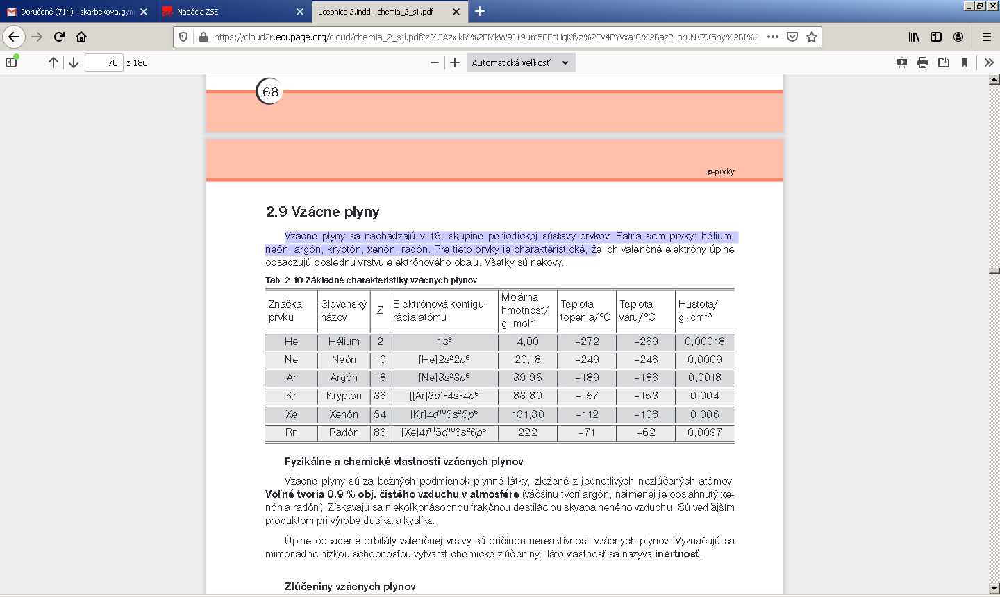 Doručené (714) - skarbekova.gym
Nadácia ZSE
ucebnica 2.indd - chemia_2_sjl.pdf
https://cloud2r.edupage.org/cloud/chemia_2_sjl.pdf?z%3AzxlkM%2FMkW9J19um5PEcHgKfyz%2Fv4PYvxajC%2BazPLoruNK7X5py%2BI%2F
70 z 186
Automatická veľkosť
68
p-prvky
2.9 Vzácne plyny
Vzácne plyny sa nachádzajú v 18. skupine periodickej sústavy prvkov. Patria sem prvky: hélium,
neón, argón, kryptón, xenón, radón. Pre tieto prvky je charakteristické, že ich valenčné elektróny úplne
obsadzujú poslednú vrstvu elektrónového obalu. Všetky sú nekovy.
Tab. 2.10 Základné charakteristiky vzácnych plynov
Značka prvku | Slovenský názov | Z | Elektrónová konfigu-rácia atómu | Molárna hmotnosť/ g · mol⁻¹ | Teplota topenia/°C | Teplota varu/°C | Hustota/ g · cm⁻³
He Hélium 2 1s² 4,00 –272 –269 0,00018
Ne Neón 10 [He]2s²2p⁶ 20,18 –249 –246 0,0009
Ar Argón 18 [Ne]3s²3p⁶ 39,95 –189 –186 0,0018
Kr Kryptón 36 [[Ar]3d¹⁰4s²4p⁶ 83,80 –157 –153 0,004
Xe Xenón 54 [Kr]4d¹⁰5s²5p⁶ 131,30 –112 –108 0,006
Rn Radón 86 [Xe]4f¹⁴5d¹⁰6s²6p⁶ 222 –71 –62 0,0097
Fyzikálne a chemické vlastnosti vzácnych plynov
Vzácne plyny sú za bežných podmienok plynné látky, zložené z jednotlivých nezlúčených atómov.
Voľné tvoria 0,9 % obj. čistého vzduchu v atmosfére (väčšinu tvorí argón, najmenej je obsiahnutý xe-
nón a radón). Získavajú sa niekoľkonásobnou frakčnou destiláciou skvapalneného vzduchu. Sú vedľajším
produktom pri výrobe dusíka a kyslíka.
Úplne obsadené orbitály valenčnej vrstvy sú príčinou nereaktívnosti vzácnych plynov. Vyznačujú sa
mimoriadne nízkou schopnosťou vytvárať chemické zlúčeniny. Táto vlastnosť sa nazýva inertnosť.
Zlúčeniny vzácnych plynov